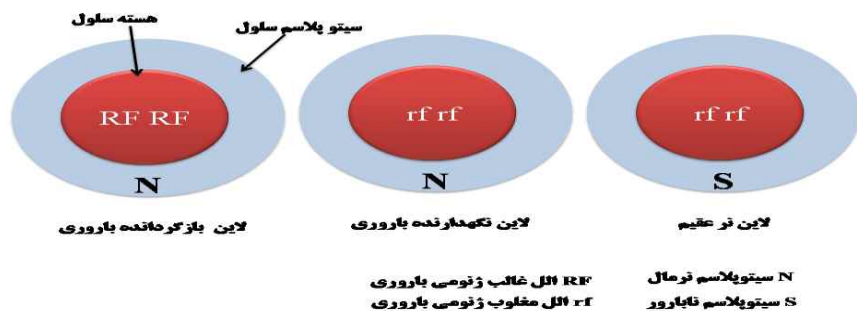 هسته سلول
سیتو پلاسم سلول
RF RF
rf rf
rf rf
N
N
S
لاین بازگرداننده باروری
لاین نگهدارنده باروری
لاین نر عقیم
N سیتوپلاسم نرمال
RF الل غالب ژنومی باروری
S سیتوپلاسم نابارور
rf الل مغلوب ژنومی باروری